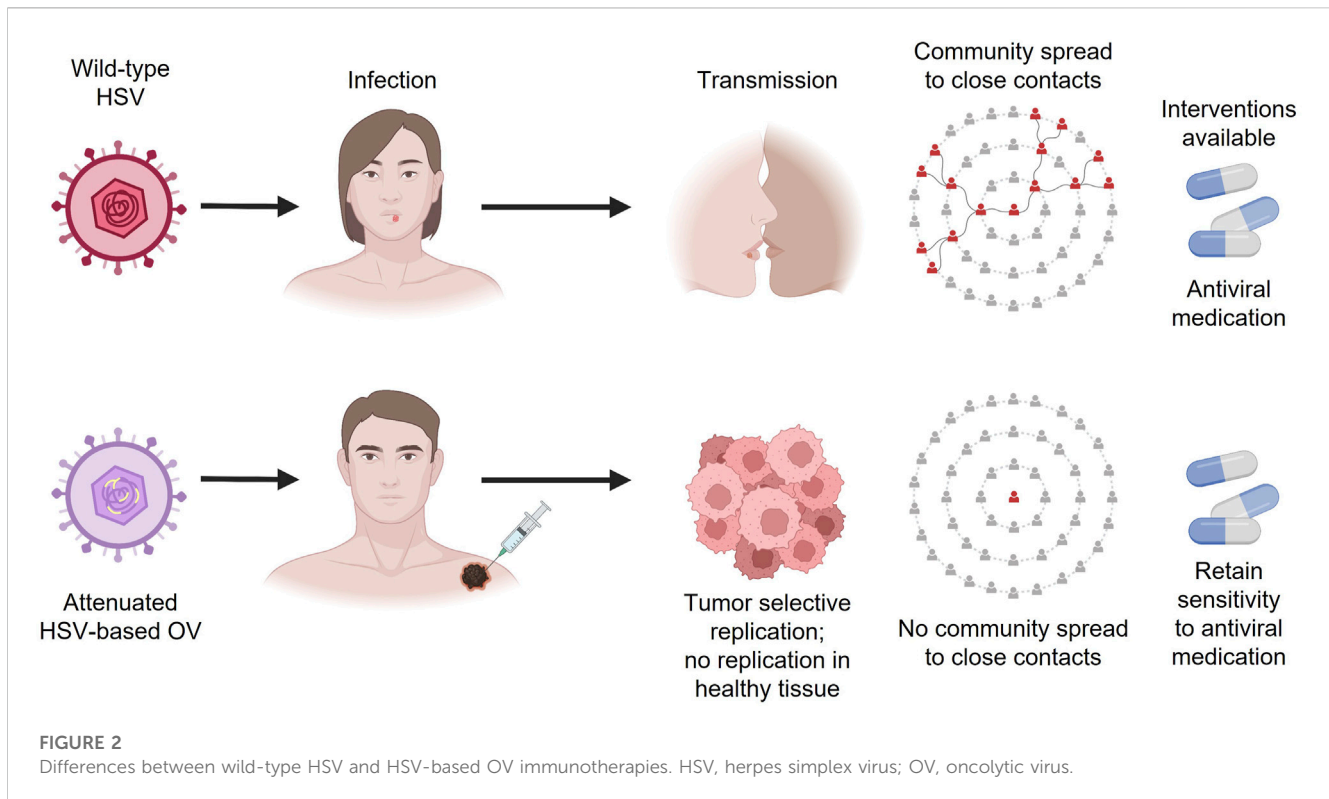 Wild-type
HSV
Infection
Transmission
Community spread
to close contacts
Interventions
available
Antiviral
medication
Attenuated
HSV-based OV
Tumor selective
replication;
no replication in
healthy tissue
No community spread
to close contacts
Retain
sensitivity
to antiviral
medication
FIGURE 2
Differences between wild-type HSV and HSV-based OV immunotherapies. HSV, herpes simplex virus; OV, oncolytic virus.